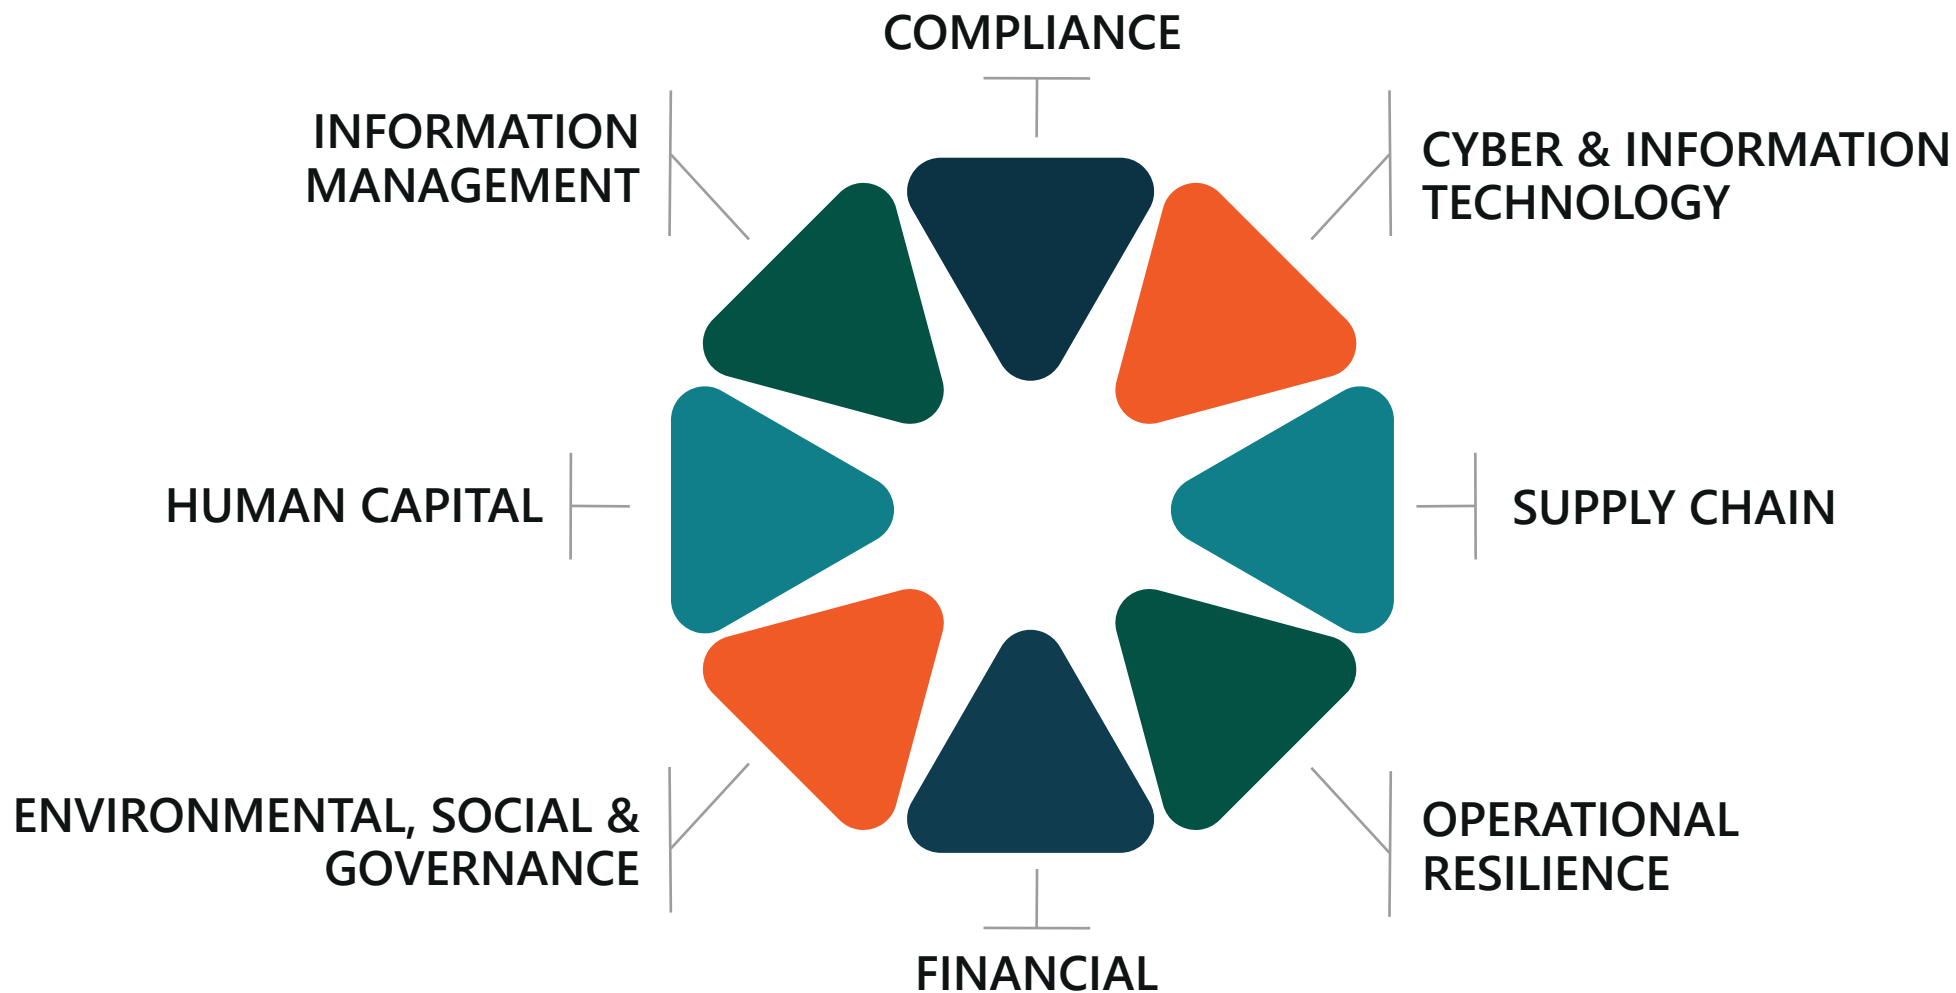 COMPLIANCE
INFORMATION
MANAGEMENT
CYBER & INFORMATION
TECHNOLOGY
HUMAN CAPITAL
SUPPLY CHAIN
ENVIRONMENTAL, SOCIAL &
GOVERNANCE
OPERATIONAL
RESILIENCE
FINANCIAL